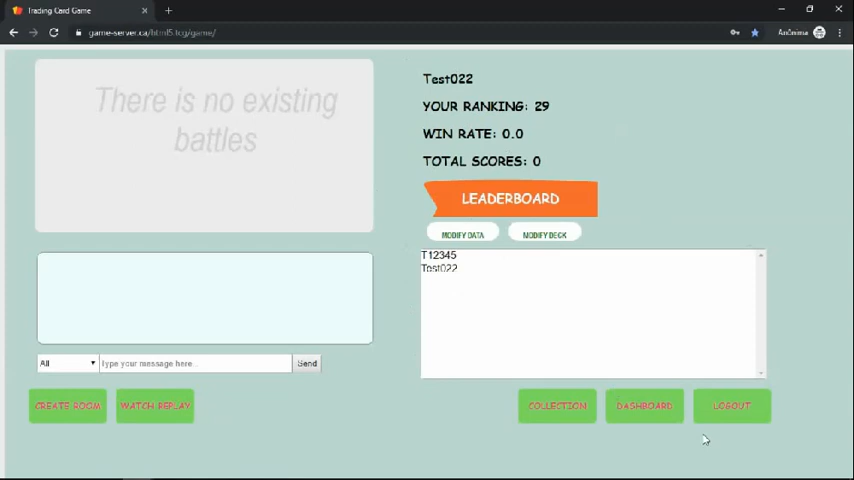 Trading Card Game
game-server.ca/html5.tcg/game/
Anônima
There is no existing
battles
Test022
YOUR RANKING: 29
WIN RATE: 0.0
TOTAL SCORES: 0
LEADERBOARD
MODIFY DATA
MODIFY DECK
T12345
Test022
All
Type your message here..
Send
CREATE ROOM
WATCH REPLAY
COLLECTION
DASHBOARD
LOGOUT